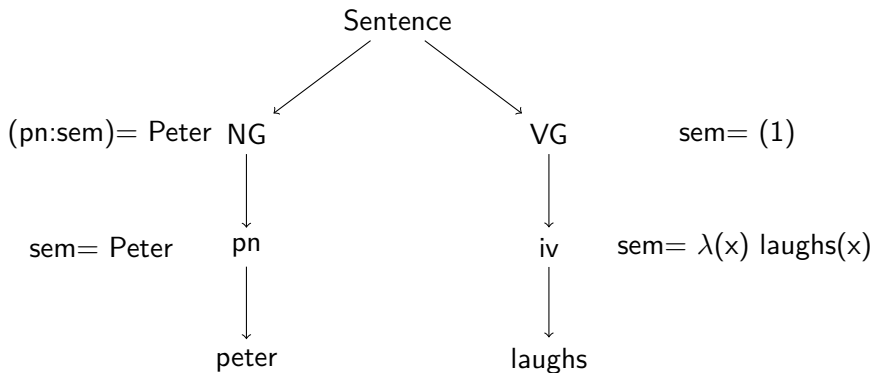 Sentence
(pn:sem)= Peter NG VG sem= (1)
sem= Peter pn iv sem= λ(x) laughs(x)
peter laughs